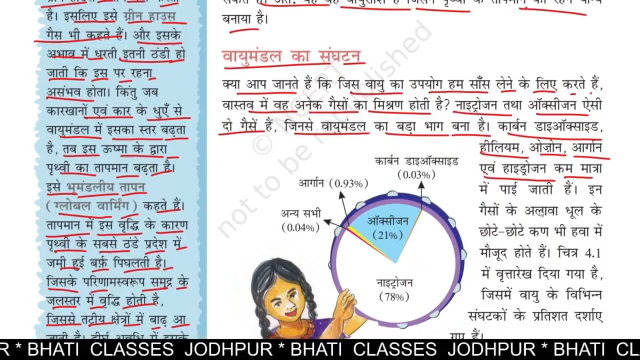 है। इसलिए इसे ग्रीन हाउस
गैस भी कहते हैं। और इसके
अभाव में धरती इतनी ठंडी हो
जाती कि इस पर रहना
असंभव होता। किंतु जब
कारखानों एवं कार के धुएँ से
वायुमंडल में इसका स्तर बढ़ता
है, तब इस ऊष्मा के द्वारा
पृथ्वी का तापमान बढ़ता है।
इसे भूमंडलीय तापन
(ग्लोबल वार्मिंग) कहते हैं।
तापमान में इस वृद्धि के कारण
पृथ्वी के सबसे ठंडे प्रदेश में
जमी हुई बर्फ़ पिघलती है।
जिसके परिणामस्वरूप समुद्र के
जलस्तर में वृद्धि होती है,
जिससे तटीय क्षेत्रों में बाढ़ आ
बनाया है।
वायुमंडल का संघटन
क्या आप जानते हैं कि जिस वायु का उपयोग हम साँस लेने के लिए करते हैं,
वास्तव में वह अनेक गैसों का मिश्रण होती है? नाइट्रोजन तथा ऑक्सीजन ऐसी
दो गैसें हैं, जिनसे वायुमंडल का बड़ा भाग बना है। कार्बन डाइऑक्साइड,
हीलियम, ओज़ोन, आर्गान
एवं हाइड्रोजन कम मात्रा
में पाई जाती हैं। इन
गैसों के अलावा धूल के
छोटे-छोटे कण भी हवा में
मौजूद होते हैं। चित्र 4.1
में वृत्तारेख दिया गया है,
जिसमें वायु के विभिन्न
संघटकों के प्रतिशत दर्शाए
गए हैं।
कार्बन डाइऑक्साइड
(0.03%)
आर्गान (0.93%)
अन्य सभी
(0.04%)
ऑक्सीजन
(21%)
नाइट्रोजन
(78%)
not to be published
R * BHATI CLASSES JODHPUR * BHATI CLASSES JODHPUR * BHATI CL